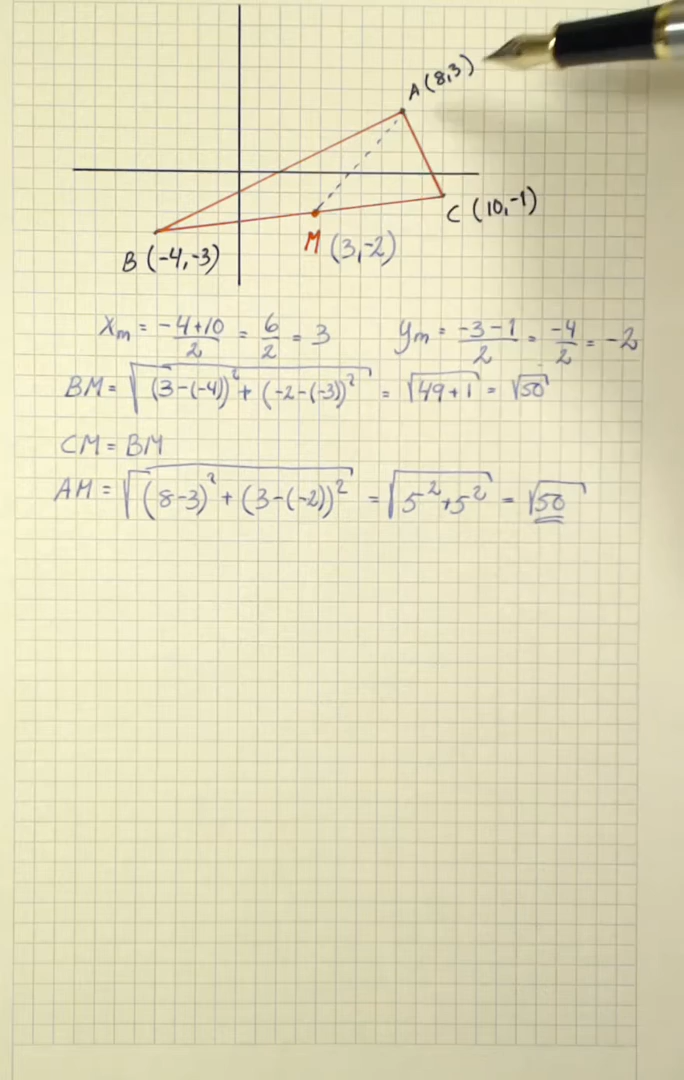 A (8,3)
C (10,-1)
M (3,-2)
B (-4,-3)
xₘ = (-4+10)/2 = 6/2 = 3    yₘ = (-3-1)/2 = -4/2 = -2
BM = √((3-(-4))² + (-2-(-3))²) = √(49+1) = √50
CM = BM
AM = √((8-3)² + (3-(-2))²) = √(5²+5²) = √50